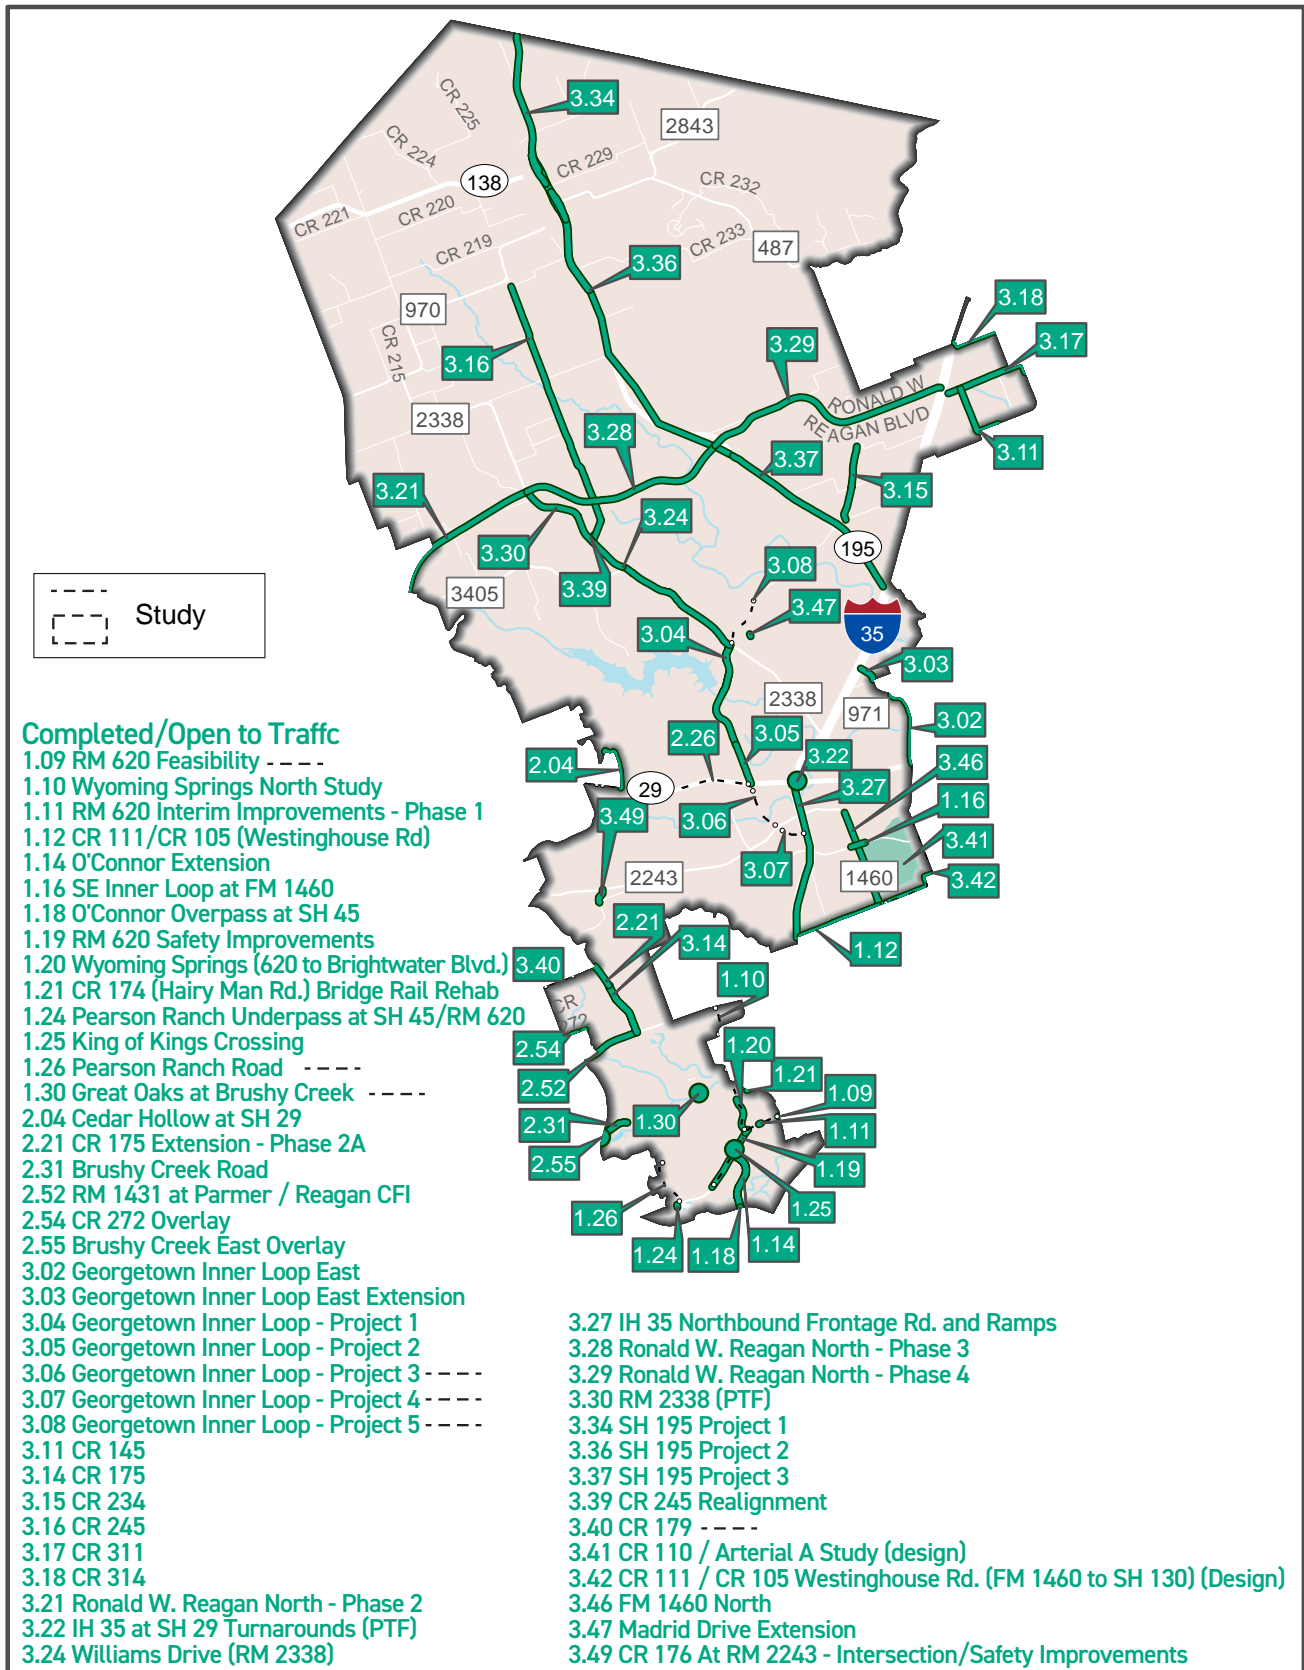 3.34
2843
CR 225
CR 224
CR 229
138
CR 232
CR 221
CR 220
CR 219
CR 233
487
3.36
970
3.18
3.17
CR 215
3.16
3.29
RONALD W
REAGAN BLVD
2338
3.28
3.37
3.11
3.21
3.15
3.24
3.30
195
3.39
3.08
3405
3.47
3.04
35
3.03
Study
2338
971
3.02
2.26
3.05
2.04
3.22
3.46
29
3.27
1.16
3.49
3.06
3.41
3.07
2243
1460
3.42
2.21
3.14
1.12
3.40
1.10
CR
272
2.54
1.20
2.52
1.21
1.09
2.31
1.30
1.11
2.55
1.19
1.26
1.25
1.24
1.18
1.14
Completed/Open to Traffc
1.09 RM 620 Feasibility ----
1.10 Wyoming Springs North Study
1.11 RM 620 Interim Improvements - Phase 1
1.12 CR 111/CR 105 (Westinghouse Rd)
1.14 O'Connor Extension
1.16 SE Inner Loop at FM 1460
1.18 O'Connor Overpass at SH 45
1.19 RM 620 Safety Improvements
1.20 Wyoming Springs (620 to Brightwater Blvd.)
1.21 CR 174 (Hairy Man Rd.) Bridge Rail Rehab
1.24 Pearson Ranch Underpass at SH 45/RM 620
1.25 King of Kings Crossing
1.26 Pearson Ranch Road ----
1.30 Great Oaks at Brushy Creek ----
2.04 Cedar Hollow at SH 29
2.21 CR 175 Extension - Phase 2A
2.31 Brushy Creek Road
2.52 RM 1431 at Parmer / Reagan CFI
2.54 CR 272 Overlay
2.55 Brushy Creek East Overlay
3.02 Georgetown Inner Loop East
3.03 Georgetown Inner Loop East Extension
3.04 Georgetown Inner Loop - Project 1
3.05 Georgetown Inner Loop - Project 2
3.06 Georgetown Inner Loop - Project 3 ----
3.07 Georgetown Inner Loop - Project 4 ----
3.08 Georgetown Inner Loop - Project 5 ----
3.11 CR 145
3.14 CR 175
3.15 CR 234
3.16 CR 245
3.17 CR 311
3.18 CR 314
3.21 Ronald W. Reagan North - Phase 2
3.22 IH 35 at SH 29 Turnarounds (PTF)
3.24 Williams Drive (RM 2338)
3.27 IH 35 Northbound Frontage Rd. and Ramps
3.28 Ronald W. Reagan North - Phase 3
3.29 Ronald W. Reagan North - Phase 4
3.30 RM 2338 (PTF)
3.34 SH 195 Project 1
3.36 SH 195 Project 2
3.37 SH 195 Project 3
3.39 CR 245 Realignment
3.40 CR 179 ----
3.41 CR 110 / Arterial A Study (design)
3.42 CR 111 / CR 105 Westinghouse Rd. (FM 1460 to SH 130) (Design)
3.46 FM 1460 North
3.47 Madrid Drive Extension
3.49 CR 176 At RM 2243 - Intersection/Safety Improvements